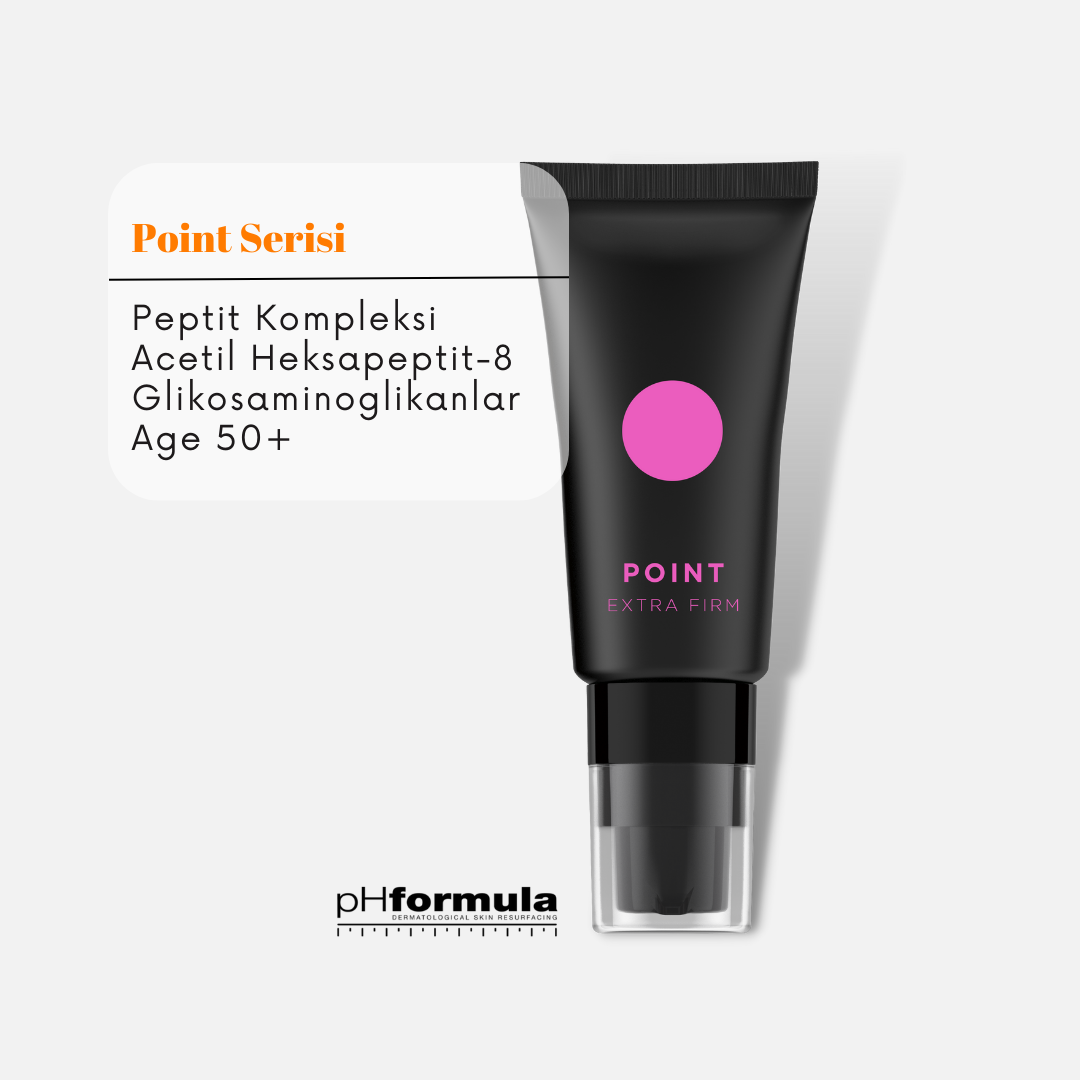 Point Serisi
Peptit Kompleksi
Acetil Heksapeptit-8
Glikosaminoglikanlar
Age 50+
POINT
EXTRA FIRM
pHformula
DERMATOLOGICAL SKIN RESURFACING